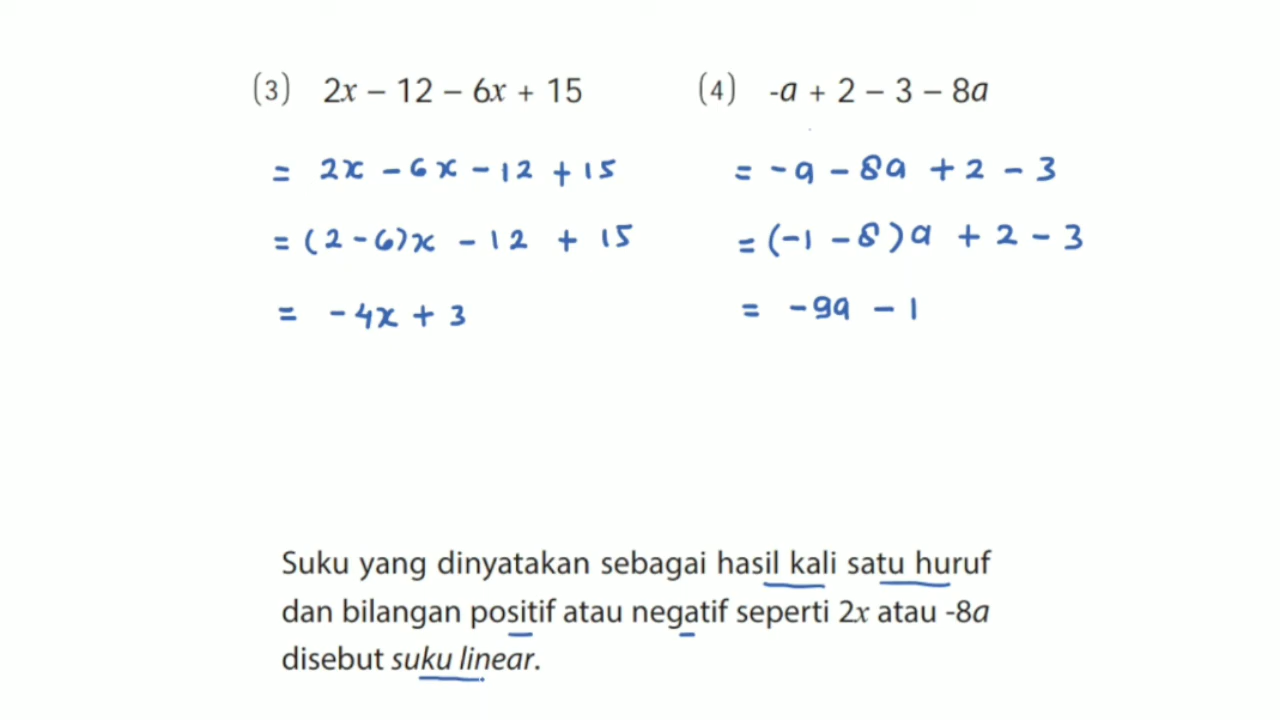 (3) 2x – 12 – 6x + 15
= 2x – 6x – 12 + 15
= (2 – 6)x – 12 + 15
= – 4x + 3
(4) -a + 2 – 3 – 8a
= – a – 8a + 2 – 3
= (– 1 – 8)a + 2 – 3
= – 9a – 1
Suku yang dinyatakan sebagai hasil kali satu huruf
dan bilangan positif atau negatif seperti 2x atau -8a
disebut suku linear.